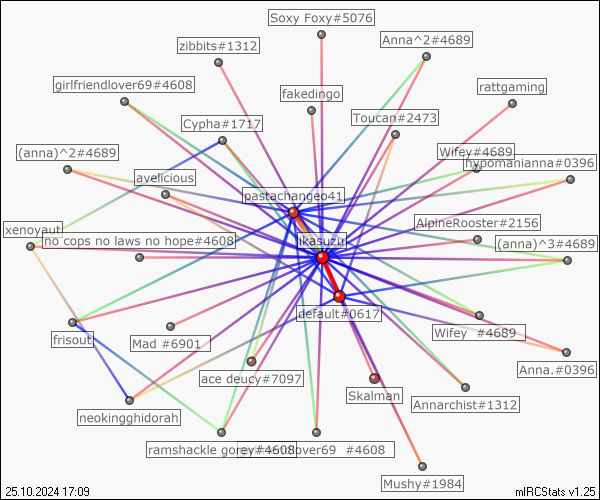 Soxy Foxy#5076
Anna^2#4689
zibbits#1312
girlfriendlover69#4608
rattgaming
fakedingo
Toucan#2473
Cypha#1717
(anna)^2#4689
Wifey#4689
hypomanianna#0396
avelicious
pastachangeo41
AlpineRooster#2156
xenoyaut
no cops no laws no hope#4608
ikasuzu
(anna)^3#4689
default#0617
Wifey #4689
frisout
Mad #6901
Anna.#0396
ace deucy#7097
Skalman
Annarchist#1312
neokingghidorah
ramshackle gorey#4608
lover69 #4608
Mushy#1984
25.10.2024 17:09
mIRCStats v1.25